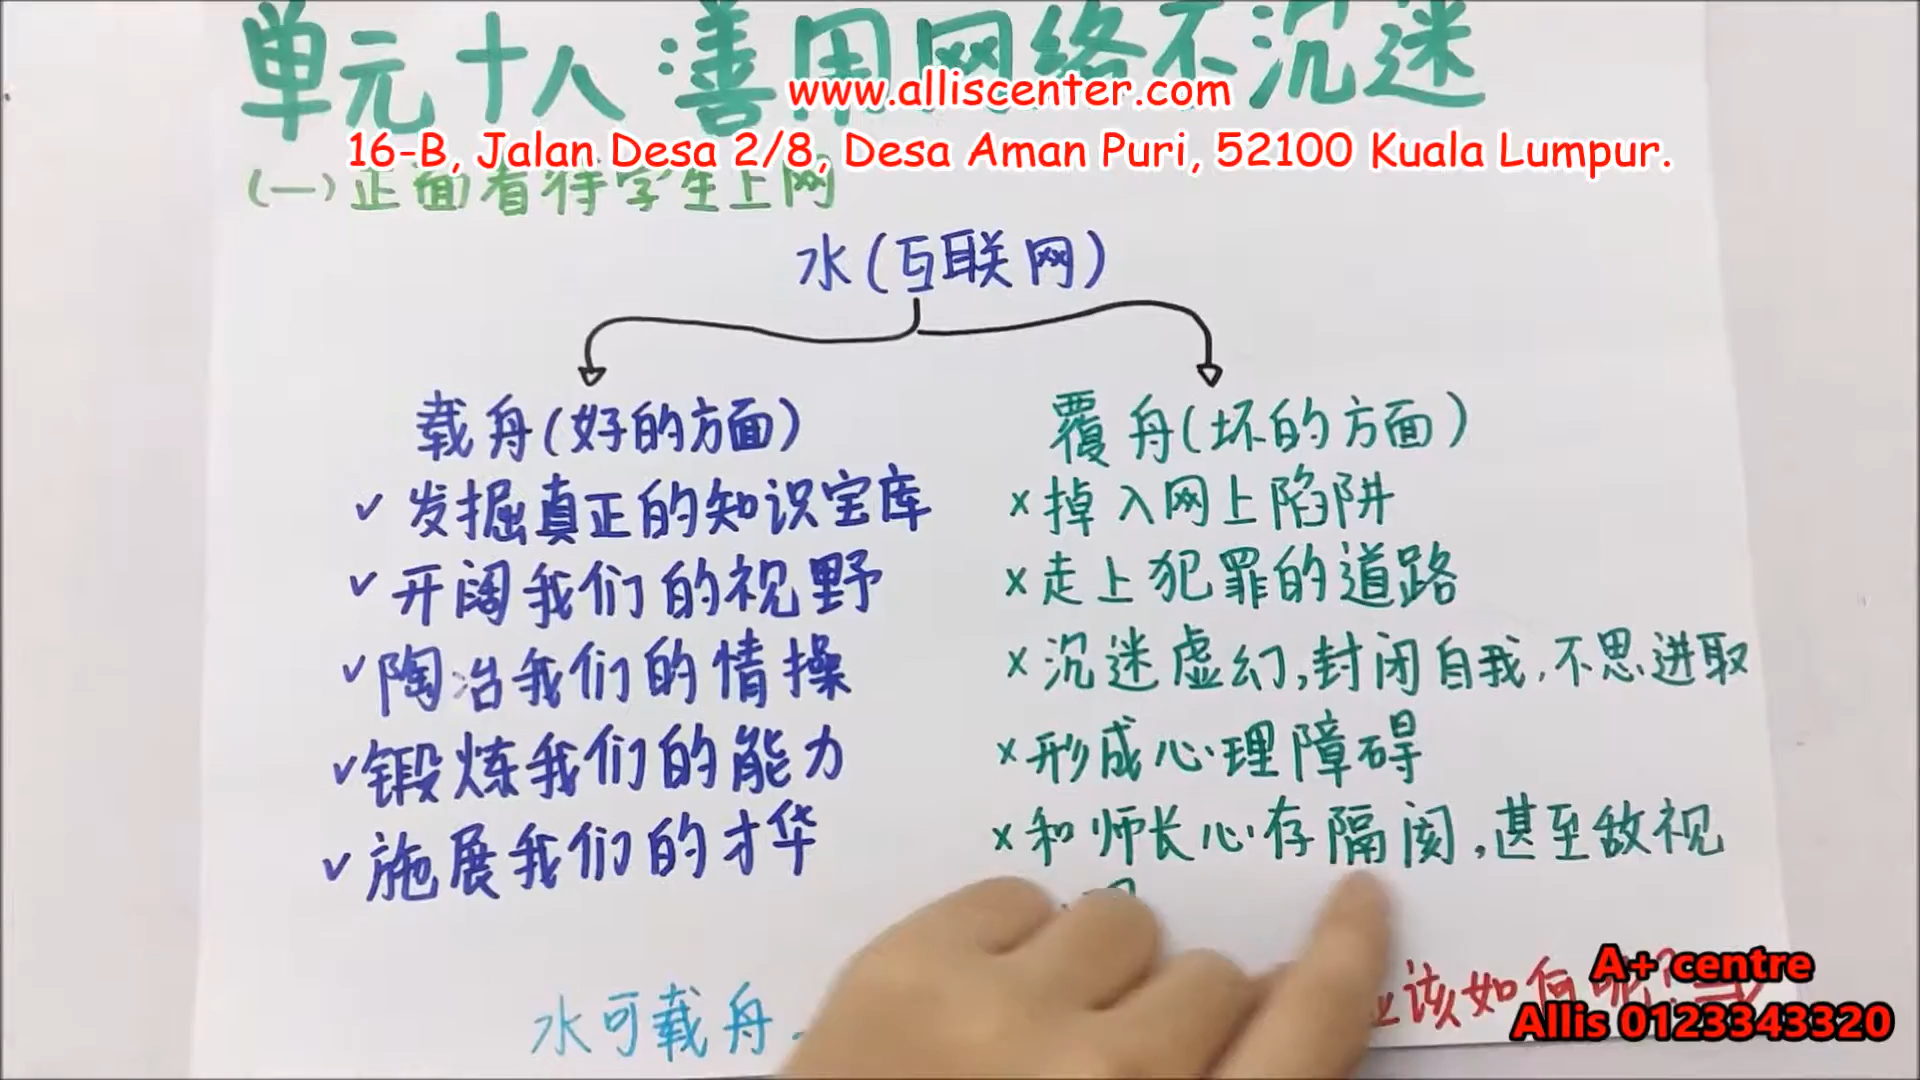 单元十八 善用网络不沉迷
www.alliscenter.com
16-B, Jalan Desa 2/8, Desa Aman Puri, 52100 Kuala Lumpur.
(一) 正面看待学生上网
水(互联网)
载舟(好的方面)
✓ 发掘真正的知识宝库
✓ 开阔我们的视野
✓ 陶冶我们的情操
✓ 锻炼我们的能力
✓ 施展我们的才华
覆舟(坏的方面)
× 掉入网上陷阱
× 走上犯罪的道路
× 沉迷虚幻,封闭自我,不思进取
× 形成心理障碍
× 和师长心存隔阂,甚至敌视
水可载舟
该如何呢?
A+ centre
Allis 0123343320